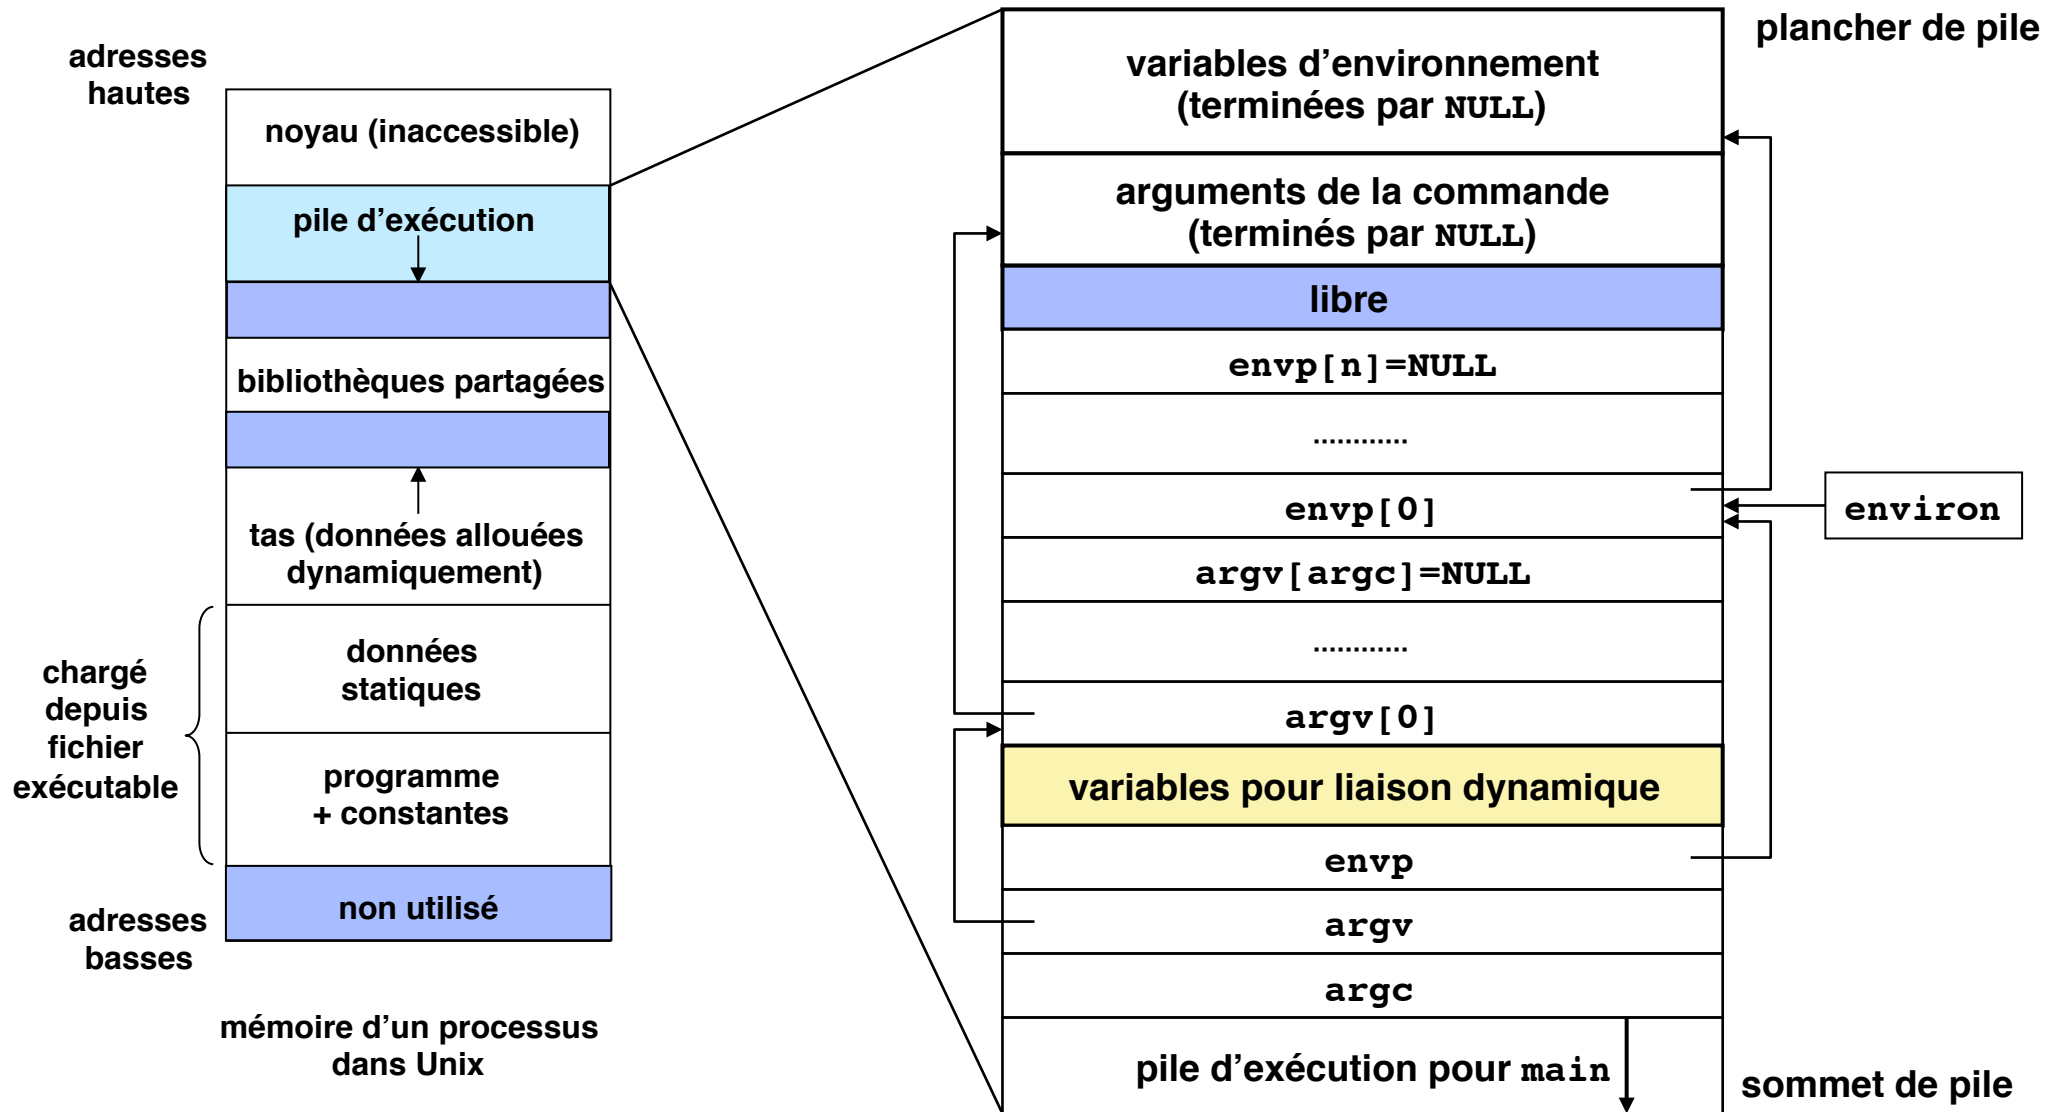 adresses
hautes
noyau (inaccessible)
pile d’exécution
bibliothèques partagées
tas (données allouées
dynamiquement)
chargé
depuis
fichier
exécutable
données
statiques
programme
+ constantes
non utilisé
adresses
basses
mémoire d’un processus
dans Unix
plancher de pile
variables d’environnement
(terminées par NULL)
arguments de la commande
(terminés par NULL)
libre
envp[n]=NULL
............
envp[0]
environ
argv[argc]=NULL
............
argv[0]
variables pour liaison dynamique
envp
argv
argc
pile d’exécution pour main
sommet de pile